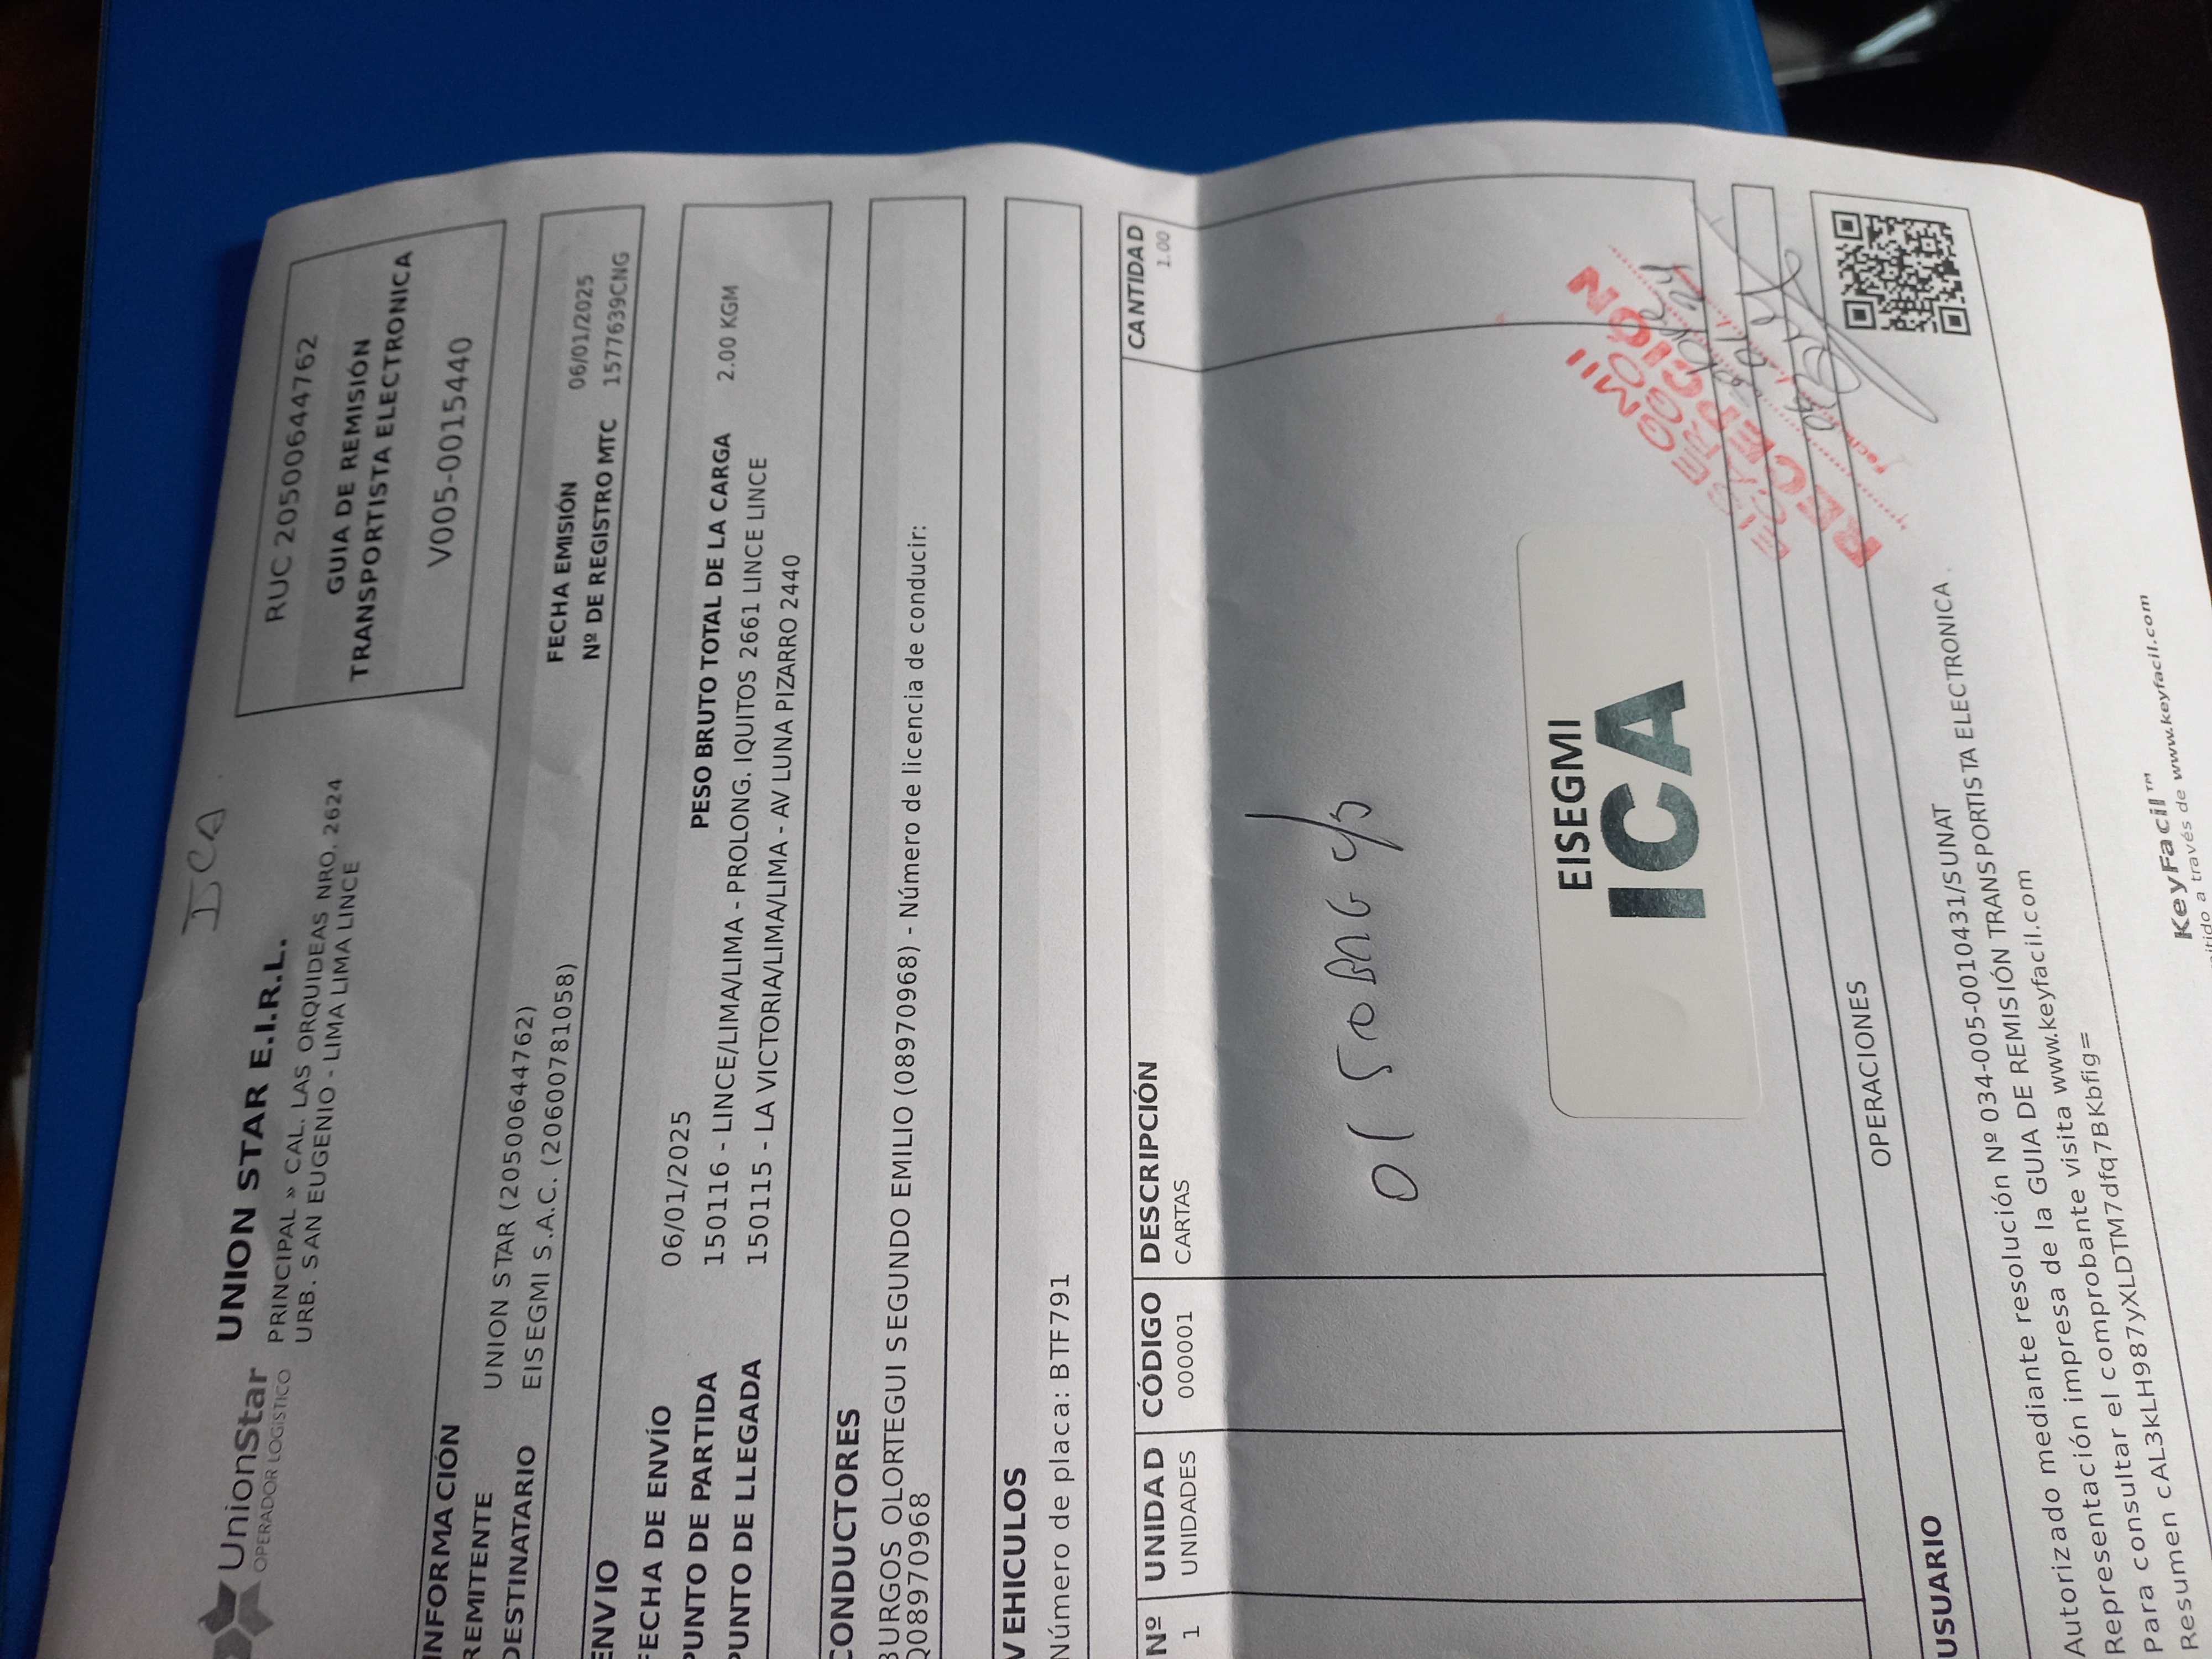 ICA
UnionStar
OPERADOR LOGÍSTICO
UNION STAR E.I.R.L.
PRINCIPAL » CAL. LAS ORQUIDEAS NRO. 2624
URB. SAN EUGENIO - LIMA LIMA LINCE
RUC 20500644762
GUIA DE REMISIÓN
TRANSPORTISTA ELECTRONICA
V005-0015440
INFORMACIÓN
REMITENTE UNION STAR (20500644762)
DESTINATARIO EISEGMI S.A.C. (20600781058)
FECHA EMISIÓN 06/01/2025
Nº DE REGISTRO MTC 1577639CNG
ENVIO
FECHA DE ENVÍO 06/01/2025
PESO BRUTO TOTAL DE LA CARGA 2.00 KGM
PUNTO DE PARTIDA 150116 - LINCE/LIMA/LIMA - PROLONG. IQUITOS 2661 LINCE LINCE
PUNTO DE LLEGADA 150115 - LA VICTORIA/LIMA/LIMA - AV LUNA PIZARRO 2440
CONDUCTORES
BURGOS OLORTEGUI SEGUNDO EMILIO (08970968) - Número de licencia de conducir:
Q08970968
VEHICULOS
Número de placa: BTF791
Nº UNIDAD CÓDIGO DESCRIPCIÓN CANTIDAD
1 UNIDADES 000001 CARTAS 1.00
01
EISEGMI
ICA
RECEPCIÓN
OPERACIONES
USUARIO
Autorizado mediante resolución Nº 034-005-0010431/SUNAT
Representación impresa de la GUIA DE REMISIÓN TRANSPORTISTA ELECTRONICA.
Para consultar el comprobante visita www.keyfacil.com
Resumen cAL3kLH987yXLDTM7dfq7BKbfig=
KeyFacil™
itido a través de www.keyfacil.com